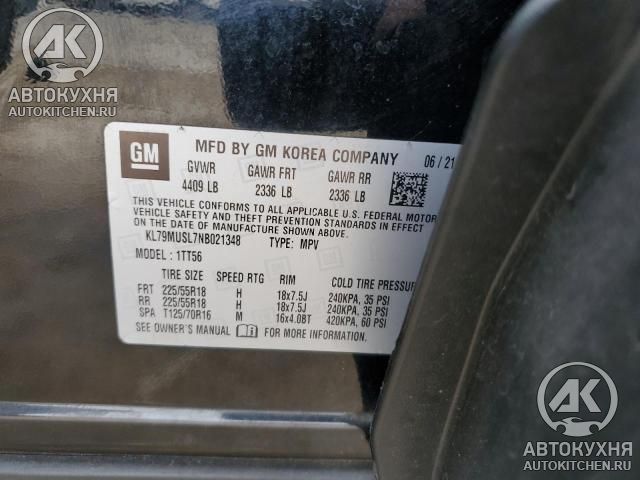 AK
АВТОКУХНЯ
AUTOKITCHEN.RU
GM
MFD BY GM KOREA COMPANY 06/21
GVWR GAWR FRT GAWR RR
4409 LB 2336 LB 2336 LB
THIS VEHICLE CONFORMS TO ALL APPLICABLE U.S. FEDERAL MOTOR
VEHICLE SAFETY AND THEFT PREVENTION STANDARDS IN EFFECT
ON THE DATE OF MANUFACTURE SHOWN ABOVE.
KL79MUSL7NB021348 TYPE: MPV
MODEL: 1TT56
TIRE SIZE SPEED RTG RIM COLD TIRE PRESSUR
FRT 225/55R18 H 18x7.5J 240KPA, 35 PSI
RR 225/55R18 H 18x7.5J 240KPA, 35 PSI
SPA T125/70R16 M 16x4.0BT 420KPA, 60 PSI
SEE OWNER'S MANUAL FOR MORE INFORMATION.
AK
АВТОКУХНЯ
AUTOKITCHEN.RU